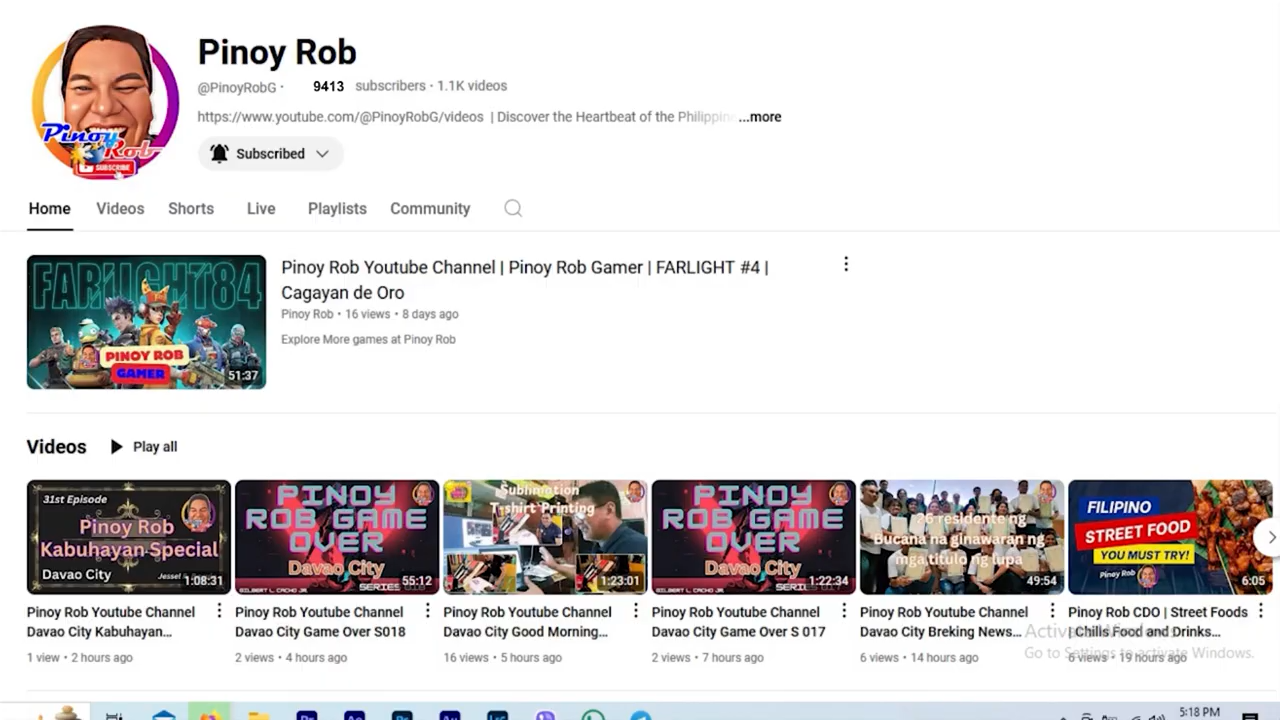 Pinoy Rob
@PinoyRobG · 9413 subscribers · 1.1K videos
https://www.youtube.com/@PinoyRobG/videos | Discover the Heartbeat of the Philippin ...more
Subscribed
Pinoy
Rob
SUBSCRIBE
Home Videos Shorts Live Playlists Community
FARLIGHT84
PINOY ROB
GAMER
51:37
Pinoy Rob Youtube Channel | Pinoy Rob Gamer | FARLIGHT #4 |
Cagayan de Oro
Pinoy Rob · 16 views · 8 days ago
Explore More games at Pinoy Rob
Videos Play all
31st Episode
Pinoy Rob
Kabuhayan Special
Davao City
1:08:31
Pinoy Rob Youtube Channel
Davao City Kabuhayan...
1 view · 2 hours ago
PINOY
ROB GAME
OVER
Davao City
GILBERT L. CACHO JR.
55:12
Pinoy Rob Youtube Channel
Davao City Game Over S018
2 views · 4 hours ago
Sublimation
T-shirt Printing
1:23:01
Pinoy Rob Youtube Channel
Davao City Good Morning...
16 views · 5 hours ago
PINOY
ROB GAME
OVER
Davao City
GILBERT L. CACHO JR.
1:22:34
Pinoy Rob Youtube Channel
Davao City Game Over S 017
2 views · 7 hours ago
26 residente ng
Bucana na ginawaran ng
mga titulo ng lupa
49:54
Pinoy Rob Youtube Channel
Davao City Breking News...
6 views · 14 hours ago
FILIPINO
STREET FOOD
YOU MUST TRY!
Pinoy Rob
6:05
Pinoy Rob CDO | Street Foods
| Chills Food and Drinks...
6 views · 19 hours ago
Activate Windows
Go to Settings to activate Windows.
5:18 PM